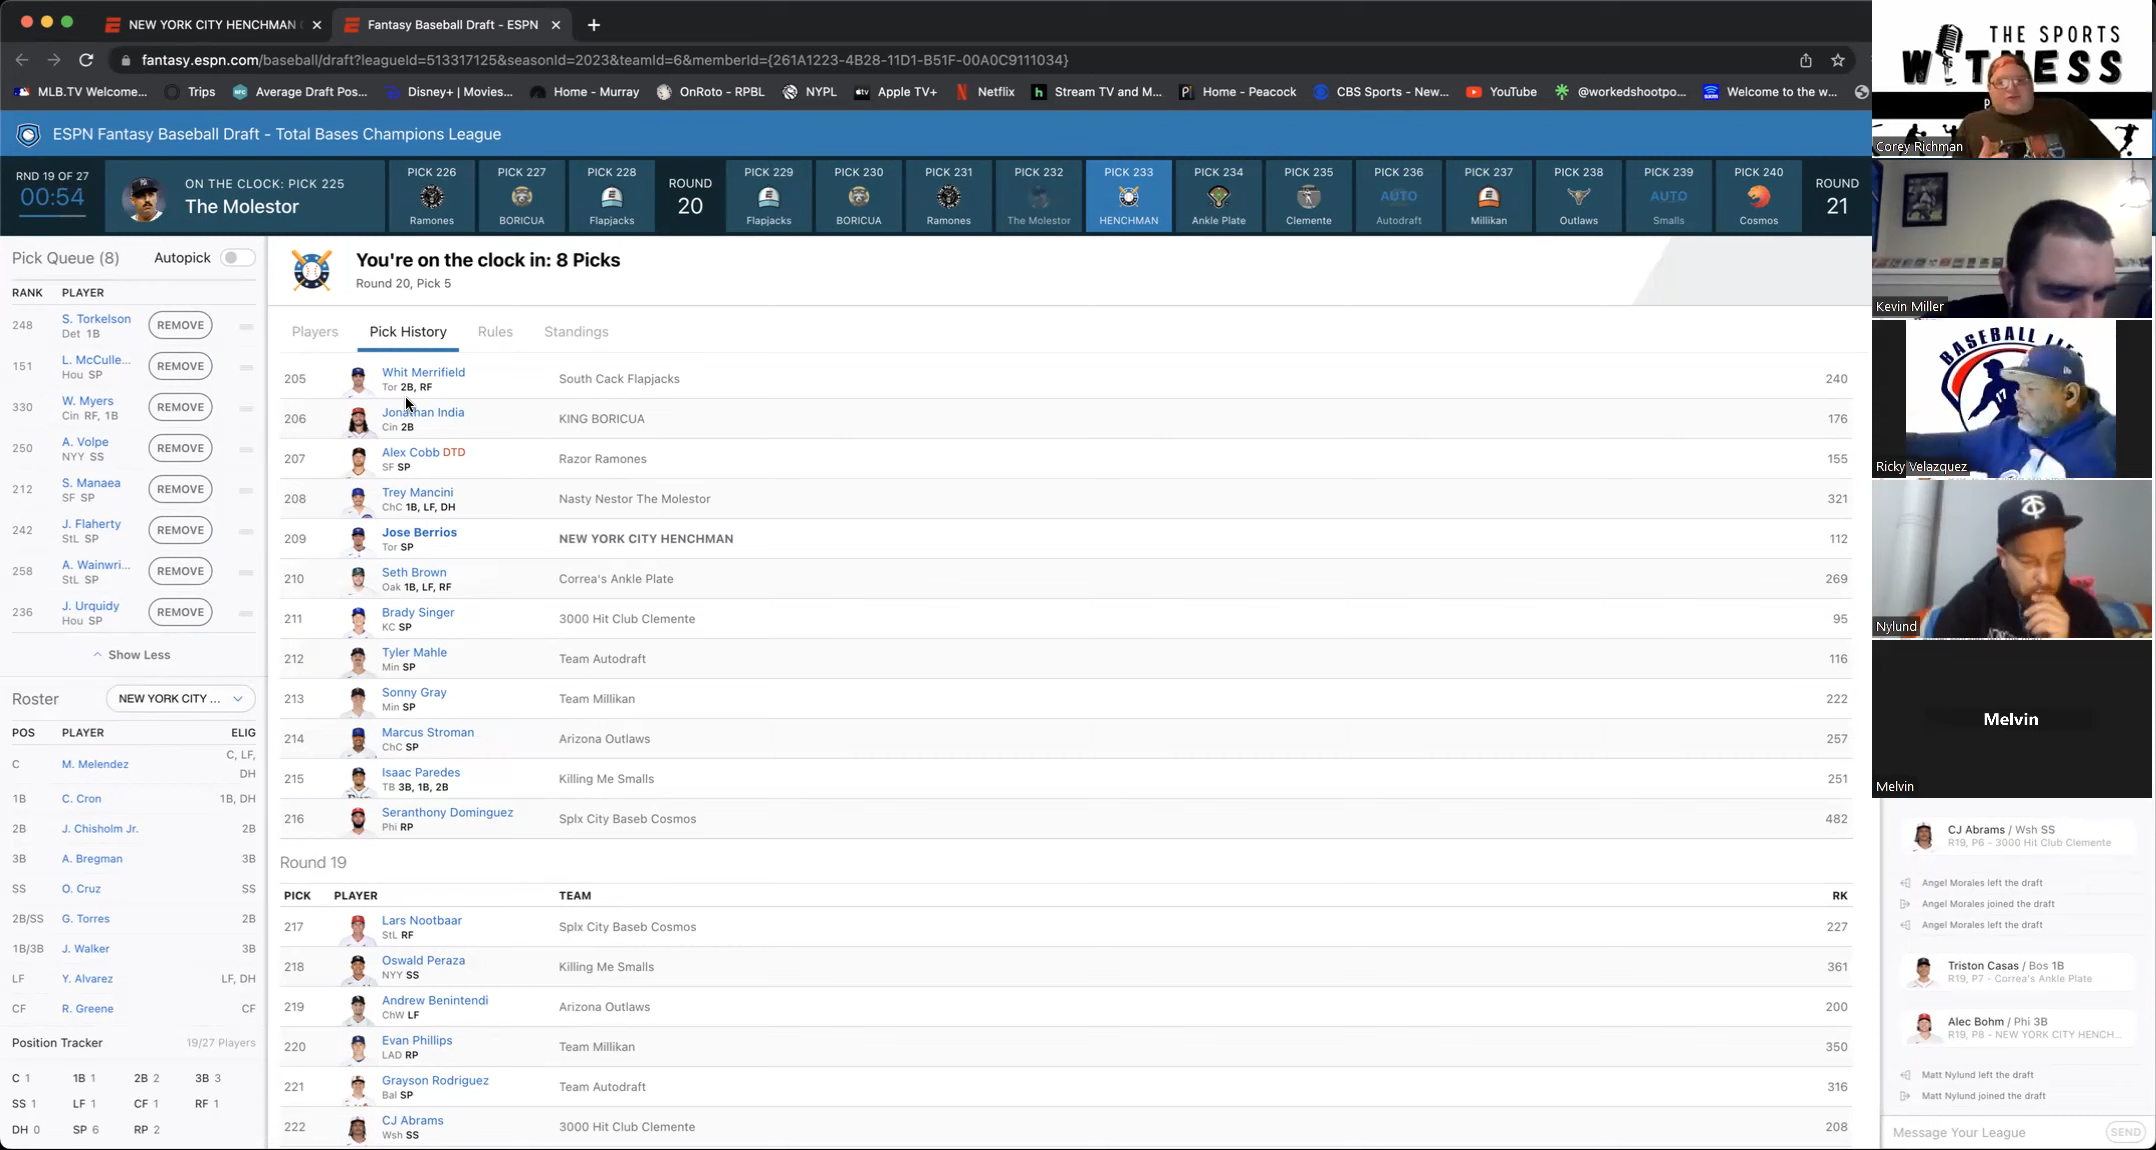 NEW YORK CITY HENCHMAN
Fantasy Baseball Draft - ESPN
fantasy.espn.com/baseball/draft?leagueId=513317125&seasonId=2023&teamId=6&memberId={261A1223-4B28-11D1-B51F-00A0C9111034}
MLB.TV Welcome... Trips Average Draft Pos... Disney+ | Movies... Home - Murray OnRoto - RPBL NYPL Apple TV+ Netflix Stream TV and M... Home - Peacock CBS Sports - New... YouTube @workedshootpo... Welcome to the w...
ESPN Fantasy Baseball Draft - Total Bases Champions League
RND 19 OF 27
00:54
ON THE CLOCK: PICK 225
The Molestor
PICK 226
Ramones
PICK 227
BORICUA
PICK 228
Flapjacks
ROUND
20
PICK 229
Flapjacks
PICK 230
BORICUA
PICK 231
Ramones
PICK 232
The Molestor
PICK 233
HENCHMAN
PICK 234
Ankle Plate
PICK 235
Clemente
PICK 236
AUTO
Autodraft
PICK 237
Millikan
PICK 238
Outlaws
PICK 239
AUTO
Smalls
PICK 240
Cosmos
ROUND
21
Pick Queue (8) Autopick
RANK PLAYER
248 S. Torkelson REMOVE
Det 1B
151 L. McCulle... REMOVE
Hou SP
330 W. Myers REMOVE
Cin RF, 1B
250 A. Volpe REMOVE
NYY SS
212 S. Manaea REMOVE
SF SP
242 J. Flaherty REMOVE
StL SP
258 A. Wainwri... REMOVE
StL SP
236 J. Urquidy REMOVE
Hou SP
Show Less
Roster NEW YORK CITY ...
POS PLAYER ELIG
C M. Melendez C, LF, DH
1B C. Cron 1B, DH
2B J. Chisholm Jr. 2B
3B A. Bregman 3B
SS O. Cruz SS
2B/SS G. Torres 2B
1B/3B J. Walker 3B
LF Y. Alvarez LF, DH
CF R. Greene CF
Position Tracker 19/27 Players
C 1 1B 1 2B 2 3B 3
SS 1 LF 1 CF 1 RF 1
DH 0 SP 6 RP 2
You're on the clock in: 8 Picks
Round 20, Pick 5
Players Pick History Rules Standings
205 Whit Merrifield South Cack Flapjacks 240
Tor 2B, RF
206 Jonathan India KING BORICUA 176
Cin 2B
207 Alex Cobb DTD Razor Ramones 155
SF SP
208 Trey Mancini Nasty Nestor The Molestor 321
ChC 1B, LF, DH
209 Jose Berrios NEW YORK CITY HENCHMAN 112
Tor SP
210 Seth Brown Correa's Ankle Plate 269
Oak 1B, LF, RF
211 Brady Singer 3000 Hit Club Clemente 95
KC SP
212 Tyler Mahle Team Autodraft 116
Min SP
213 Sonny Gray Team Millikan 222
Min SP
214 Marcus Stroman Arizona Outlaws 257
ChC SP
215 Isaac Paredes Killing Me Smalls 251
TB 3B, 1B, 2B
216 Seranthony Dominguez Splx City Baseb Cosmos 482
Phi RP
Round 19
PICK PLAYER TEAM RK
217 Lars Nootbaar Splx City Baseb Cosmos 227
StL RF
218 Oswald Peraza Killing Me Smalls 361
NYY SS
219 Andrew Benintendi Arizona Outlaws 200
ChW LF
220 Evan Phillips Team Millikan 350
LAD RP
221 Grayson Rodriguez Team Autodraft 316
Bal SP
222 CJ Abrams 3000 Hit Club Clemente 208
Wsh SS
THE SPORTS
WITNESS
Corey Richman
Kevin Miller
BASEBALL
17
Ricky Velazquez
TC
Nylund
Melvin
Melvin
CJ Abrams / Wsh SS
R19, P6 - 3000 Hit Club Clemente
Angel Morales left the draft
Angel Morales joined the draft
Angel Morales left the draft
Triston Casas / Bos 1B
R19, P7 - Correa's Ankle Plate
Alec Bohm / Phi 3B
R19, P8 - NEW YORK CITY HENCH...
Matt Nylund left the draft
Matt Nylund joined the draft
Message Your League SEND